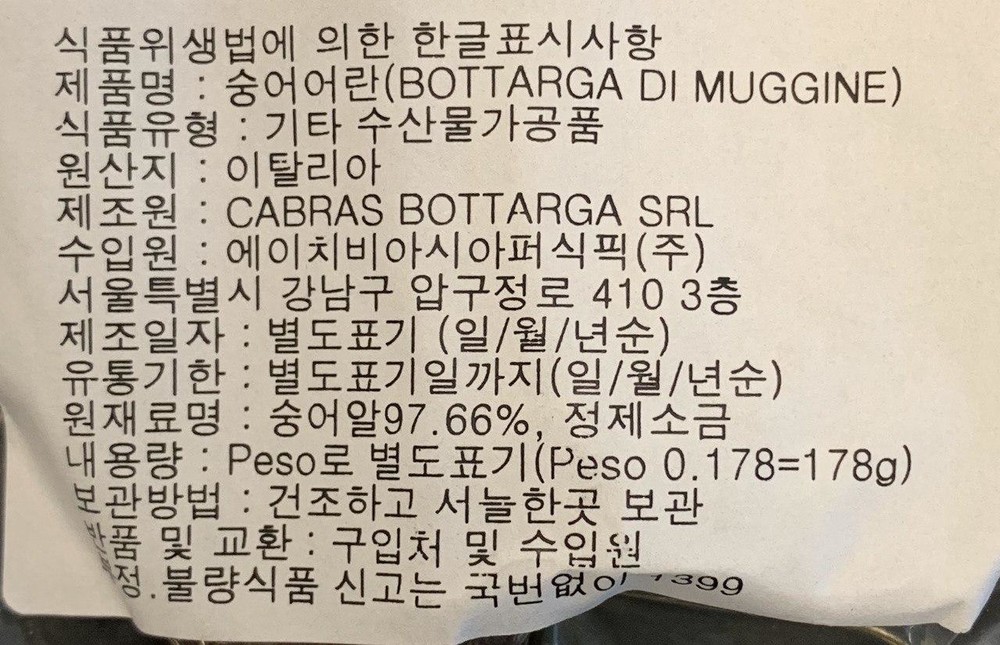 식품위생법에 의한 한글표시사항
제품명 : 숭어어란(BOTTARGA DI MUGGINE)
식품유형 : 기타 수산물가공품
원산지 : 이탈리아
제조원 : CABRAS BOTTARGA SRL
수입원 : 에이치비아시아퍼식픽(주)
서울특별시 강남구 압구정로 410 3층
제조일자 : 별도표기 (일/월/년순)
유통기한 : 별도표기일까지(일/월/년순)
원재료명 : 숭어알97.66%, 정제소금
내용량 : Peso로 별도표기(Peso 0.178=178g)
보관방법 : 건조하고 서늘한곳 보관
반품 및 교환 : 구입처 및 수입원
불량식품 신고는 국번없이 1399